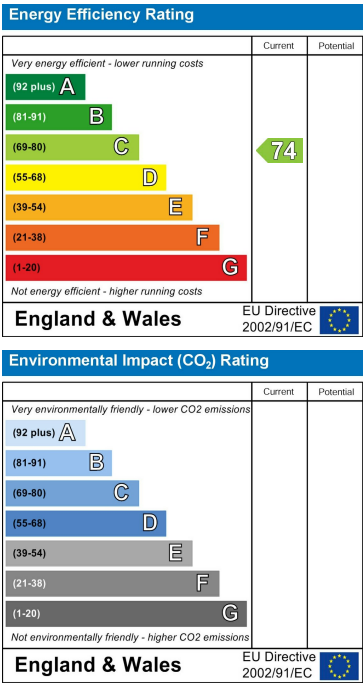 Energy Efficiency Rating
Current Potential
Very energy efficient - lower running costs
(92 plus) A
(81-91) B
(69-80) C
74
(55-68) D
(39-54) E
(21-38) F
(1-20) G
Not energy efficient - higher running costs
England & Wales
EU Directive
2002/91/EC
Environmental Impact (CO₂) Rating
Current Potential
Very environmentally friendly - lower CO2 emissions
(92 plus) A
(81-91) B
(69-80) C
(55-68) D
(39-54) E
(21-38) F
(1-20) G
Not environmentally friendly - higher CO2 emissions
England & Wales
EU Directive
2002/91/EC